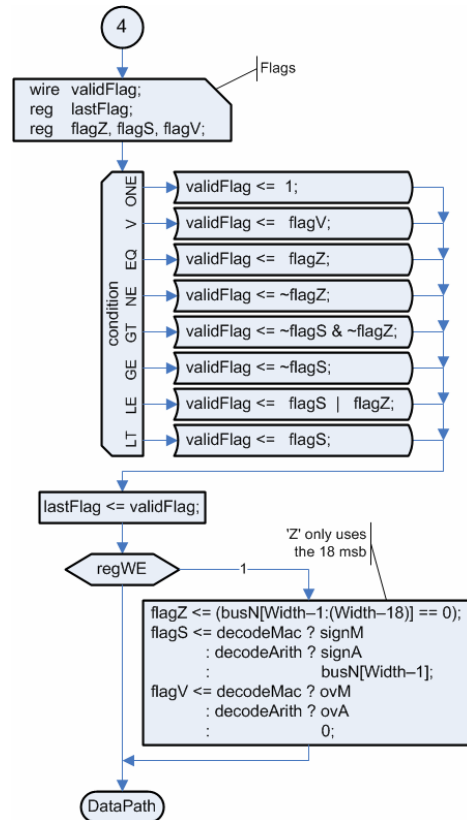 4
Flags
wire validFlag;
reg lastFlag;
reg flagZ, flagS, flagV;
condition
ONE
validFlag <= 1;
V
validFlag <= flagV;
EQ
validFlag <= flagZ;
NE
validFlag <= ~flagZ;
GT
validFlag <= ~flagS & ~flagZ;
GE
validFlag <= ~flagS;
LE
validFlag <= flagS | flagZ;
LT
validFlag <= flagS;
lastFlag <= validFlag;
'Z' only uses
the 18 msb
regWE
1
flagZ <= (busN[Width–1:(Width–18)] == 0);
flagS <= decodeMac ? signM
: decodeArith ? signA
: busN[Width–1];
flagV <= decodeMac ? ovM
: decodeArith ? ovA
: 0;
DataPath